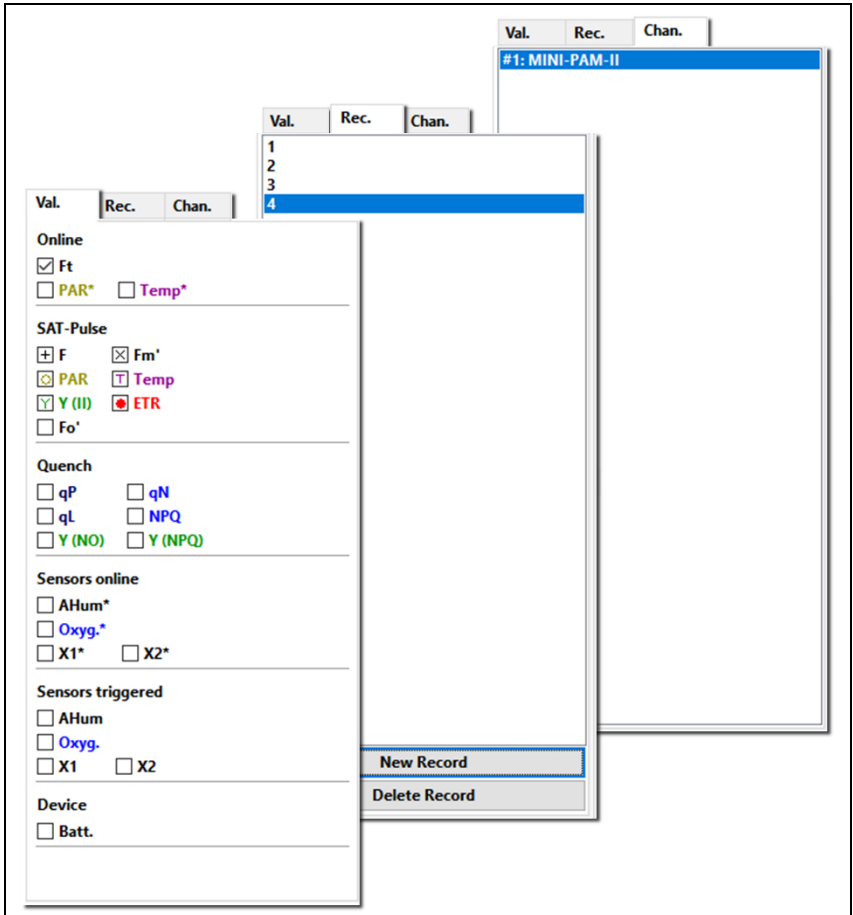 Val. Rec. Chan.
#1: MINI-PAM-II
Val. Rec. Chan.
1
2
3
4
New Record
Delete Record
Val. Rec. Chan.
Online
Ft
PAR* Temp*
SAT-Pulse
F Fm'
PAR Temp
Y (II) ETR
Fo'
Quench
qP qN
qL NPQ
Y (NO) Y (NPQ)
Sensors online
AHum*
Oxyg.*
X1* X2*
Sensors triggered
AHum
Oxyg.
X1 X2
Device
Batt.